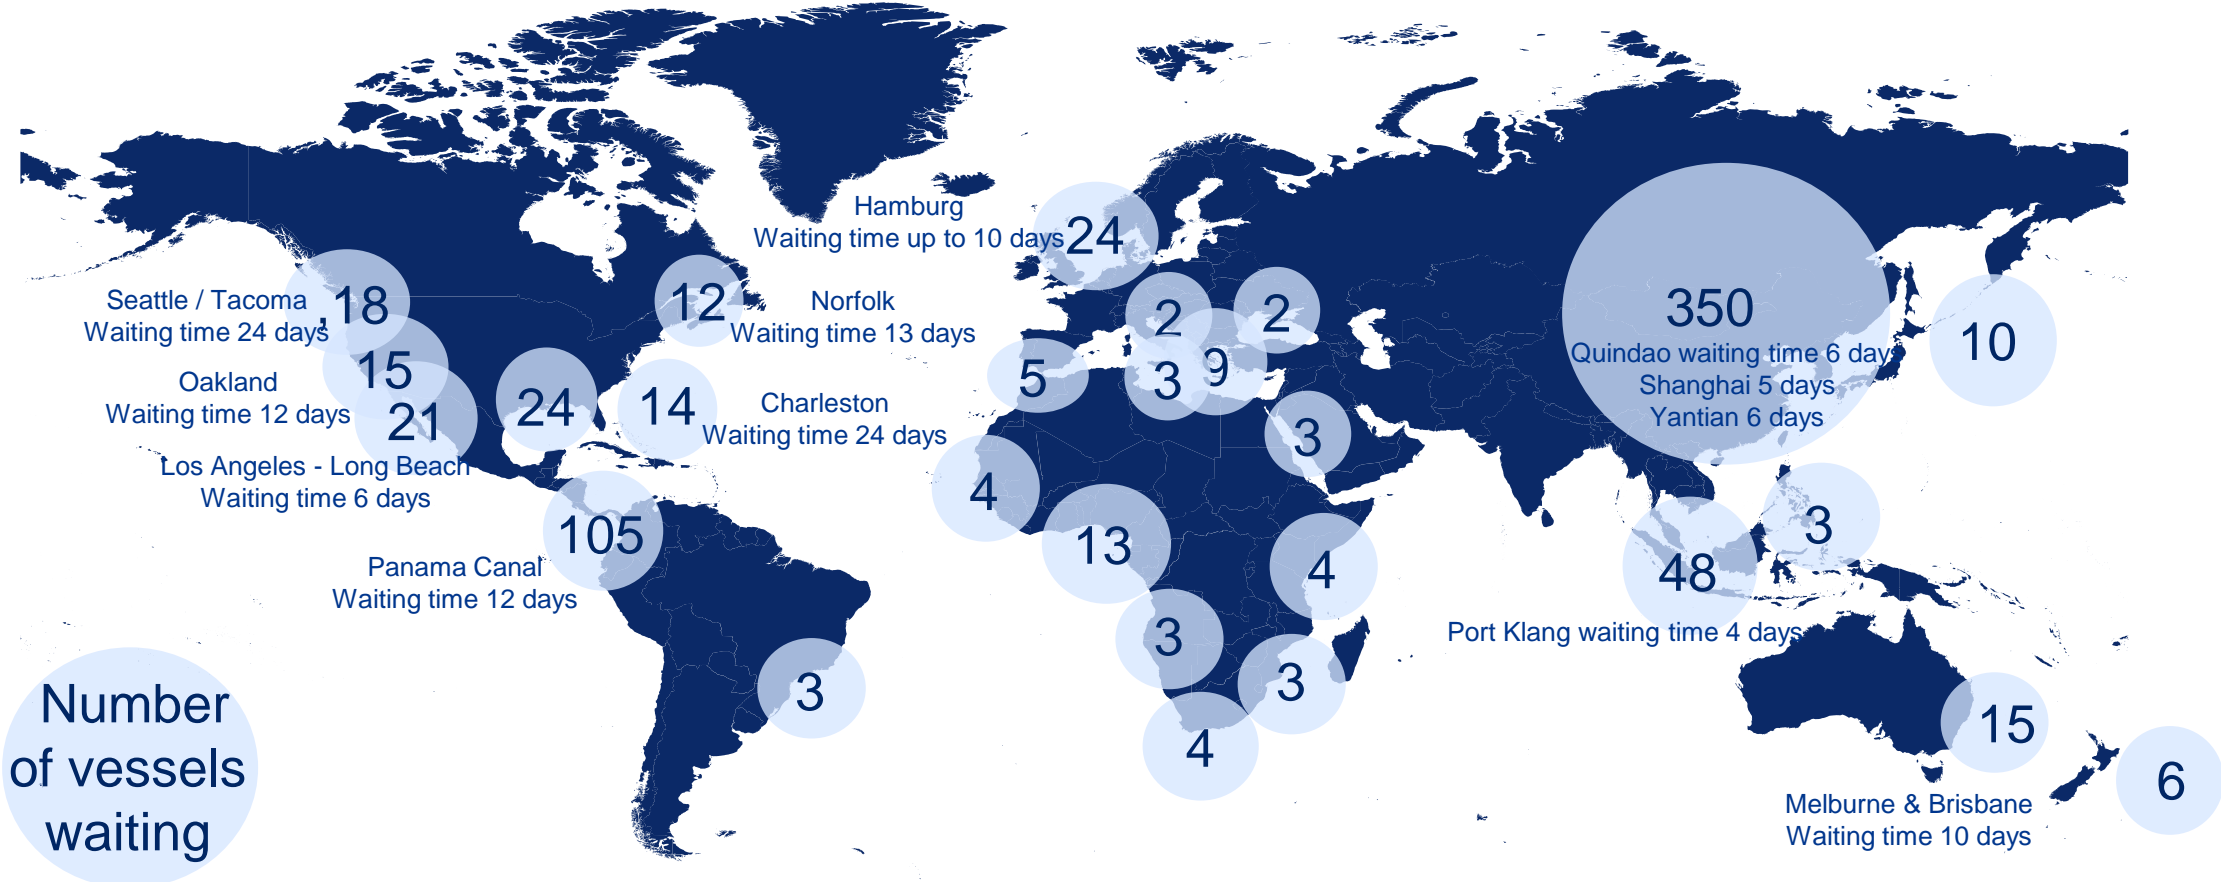 Hamburg
Waiting time up to 10 days
24
Seattle / Tacoma
Waiting time 24 days
,18
12
Norfolk
Waiting time 13 days
2
2
350
Quindao waiting time 6 days
Shanghai 5 days
Yantian 6 days
10
Oakland
Waiting time 12 days
15
5
3
9
21
24
14
Charleston
Waiting time 24 days
3
Los Angeles - Long Beach
Waiting time 6 days
4
105
13
4
48
3
Panama Canal
Waiting time 12 days
Port Klang waiting time 4 days
3
3
3
4
15
6
Number
of vessels
waiting
Melburne & Brisbane
Waiting time 10 days